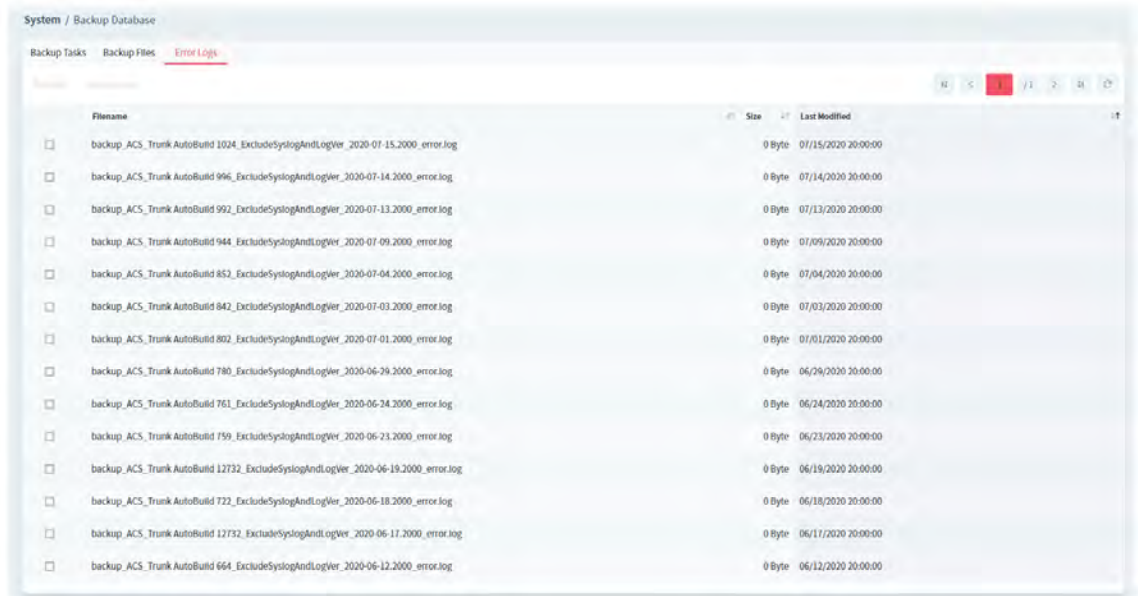 System / Backup Database
Backup Tasks Backup Files Error Logs
1 /1
Filename Size Last Modified
backup_ACS_Trunk AutoBuild 1024_ExcludeSyslogAndLogVer_2020-07-15.2000_error.log 0 Byte 07/15/2020 20:00:00
backup_ACS_Trunk AutoBuild 996_ExcludeSyslogAndLogVer_2020-07-14.2000_error.log 0 Byte 07/14/2020 20:00:00
backup_ACS_Trunk AutoBuild 992_ExcludeSyslogAndLogVer_2020-07-13.2000_error.log 0 Byte 07/13/2020 20:00:00
backup_ACS_Trunk AutoBuild 944_ExcludeSyslogAndLogVer_2020-07-09.2000_error.log 0 Byte 07/09/2020 20:00:00
backup_ACS_Trunk AutoBuild 852_ExcludeSyslogAndLogVer_2020-07-04.2000_error.log 0 Byte 07/04/2020 20:00:00
backup_ACS_Trunk AutoBuild 842_ExcludeSyslogAndLogVer_2020-07-03.2000_error.log 0 Byte 07/03/2020 20:00:00
backup_ACS_Trunk AutoBuild 802_ExcludeSyslogAndLogVer_2020-07-01.2000_error.log 0 Byte 07/01/2020 20:00:00
backup_ACS_Trunk AutoBuild 780_ExcludeSyslogAndLogVer_2020-06-29.2000_error.log 0 Byte 06/29/2020 20:00:00
backup_ACS_Trunk AutoBuild 761_ExcludeSyslogAndLogVer_2020-06-24.2000_error.log 0 Byte 06/24/2020 20:00:00
backup_ACS_Trunk AutoBuild 759_ExcludeSyslogAndLogVer_2020-06-23.2000_error.log 0 Byte 06/23/2020 20:00:00
backup_ACS_Trunk AutoBuild 12732_ExcludeSyslogAndLogVer_2020-06-19.2000_error.log 0 Byte 06/19/2020 20:00:00
backup_ACS_Trunk AutoBuild 722_ExcludeSyslogAndLogVer_2020-06-18.2000_error.log 0 Byte 06/18/2020 20:00:00
backup_ACS_Trunk AutoBuild 12732_ExcludeSyslogAndLogVer_2020-06-17.2000_error.log 0 Byte 06/17/2020 20:00:00
backup_ACS_Trunk AutoBuild 664_ExcludeSyslogAndLogVer_2020-06-12.2000_error.log 0 Byte 06/12/2020 20:00:00